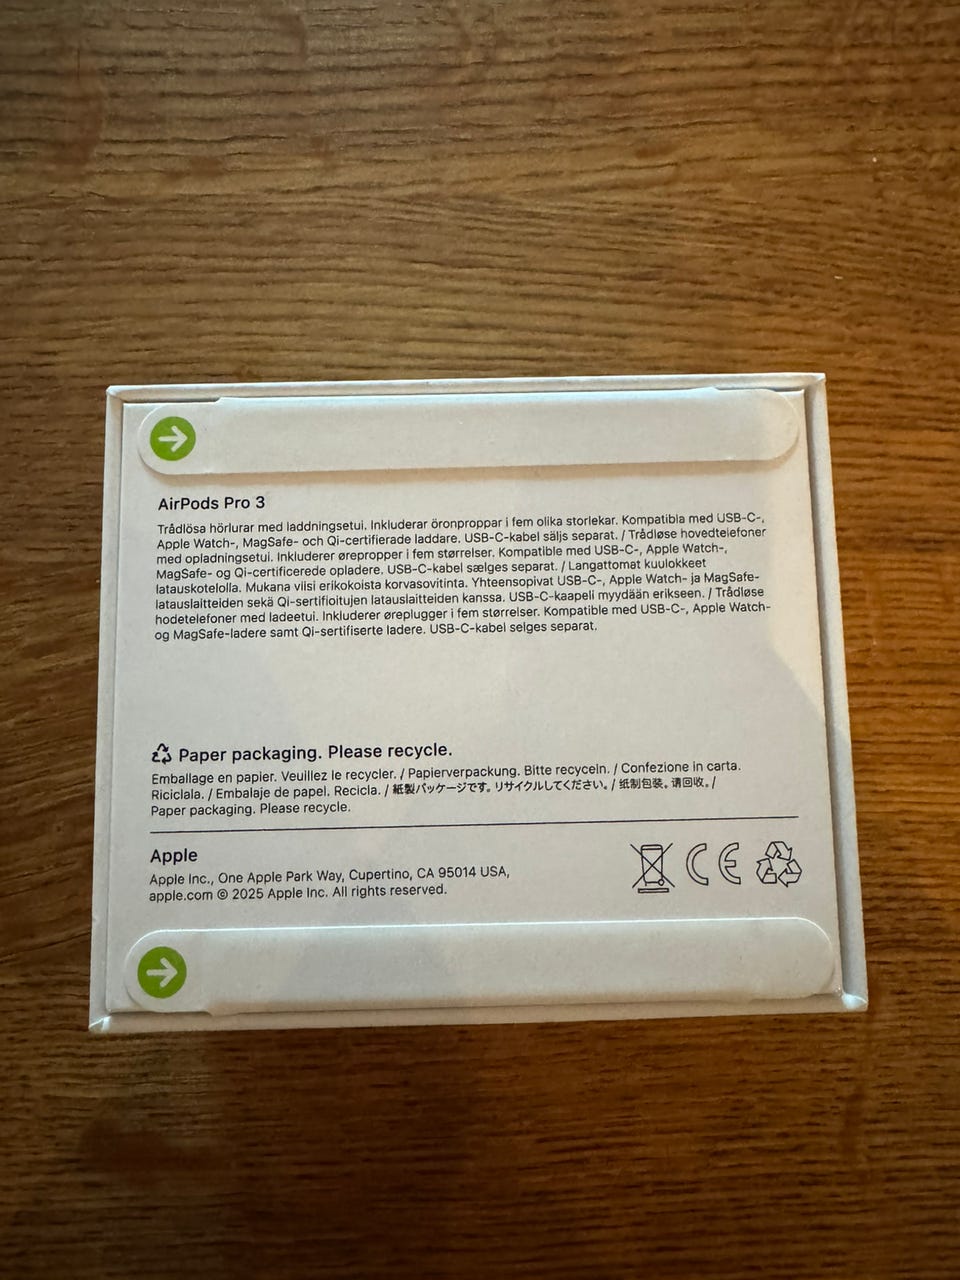 AirPods Pro 3
Trådlösa hörlurar med laddningsetui. Inkluderar öronproppar i fem olika storlekar. Kompatibla med USB-C-,
Apple Watch-, MagSafe- och Qi-certifierade laddare. USB-C-kabel säljs separat. / Trådløse hovedtelefoner
med opladningsetui. Inkluderer ørepropper i fem størrelser. Kompatible med USB-C-, Apple Watch-,
MagSafe- og Qi-certificerede opladere. USB-C-kabel sælges separat. / Langattomat kuulokkeet
latauskotelolla. Mukana viisi erikokoista korvasovitinta. Yhteensopivat USB-C-, Apple Watch- ja MagSafe-
latauslaitteiden sekä Qi-sertifioitujen latauslaitteiden kanssa. USB-C-kaapeli myydään erikseen. / Trådløse
hodetelefoner med ladeetui. Inkluderer øreplugger i fem størrelser. Kompatible med USB-C-, Apple Watch-
og MagSafe-ladere samt Qi-sertifiserte ladere. USB-C-kabel selges separat.
Paper packaging. Please recycle.
Emballage en papier. Veuillez le recycler. / Papierverpackung. Bitte recyceln. / Confezione in carta.
Riciclala. / Embalaje de papel. Recicla. / 紙製パッケージです。リサイクルしてください。/ 纸制包装。请回收。/
Paper packaging. Please recycle.
Apple
Apple Inc., One Apple Park Way, Cupertino, CA 95014 USA,
apple.com © 2025 Apple Inc. All rights reserved.
CE